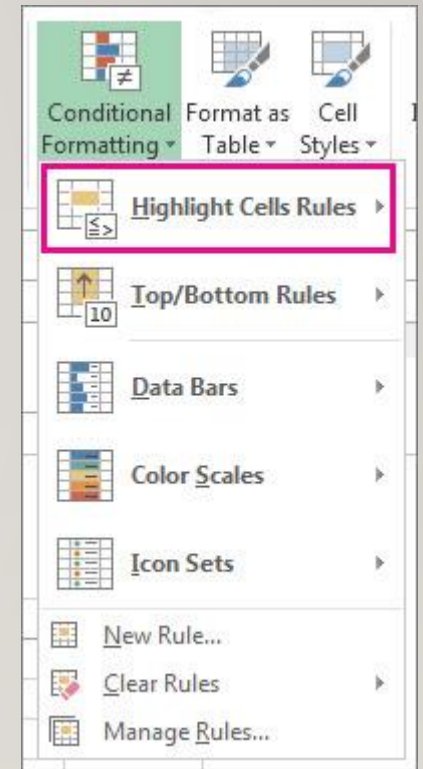 Conditional Format as Cell
Formatting Table Styles
Highlight Cells Rules
10
Top/Bottom Rules
Data Bars
Color Scales
Icon Sets
New Rule...
Clear Rules
Manage Rules...